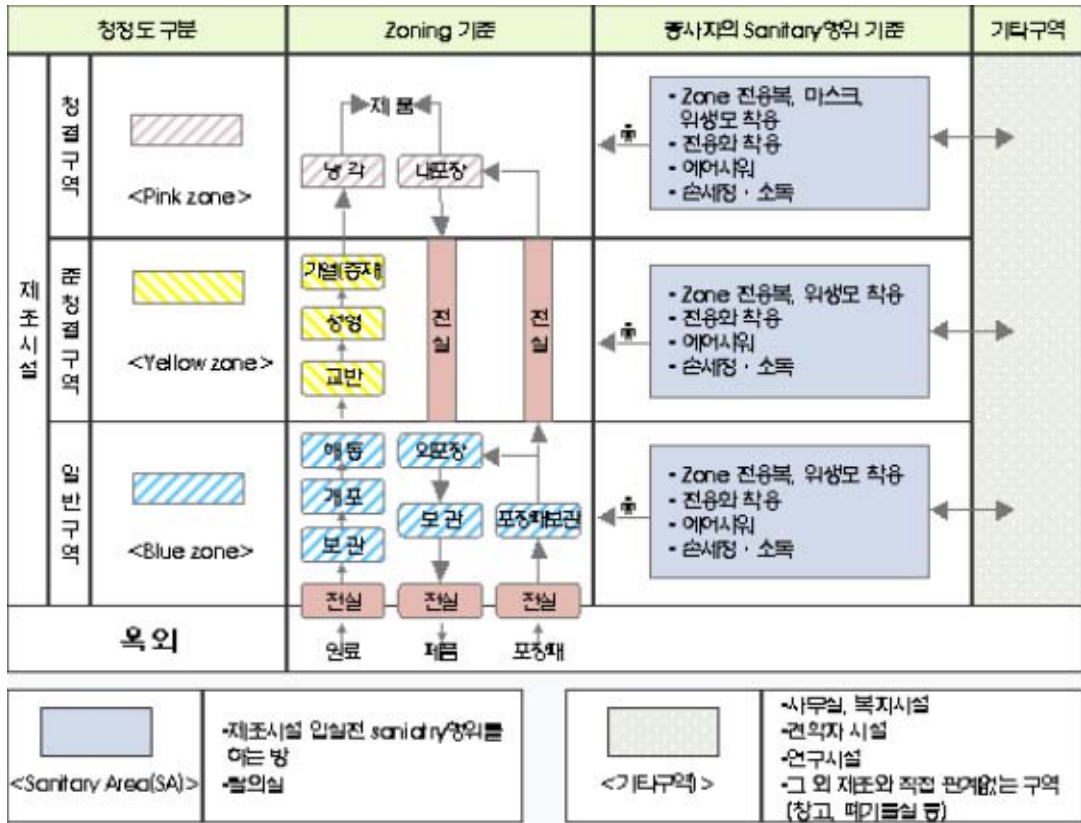 청정도 구분
Zoning 기준
종사자의 Sanitary행위 기준
기타구역
제조시설
청결구역
<Pink zone>
제 품
냉 각
내포장
- Zone 전용복, 마스크,
위생모 착용
- 전용화 착용
- 에어샤워
- 손세정 · 소독
준청결구역
<Yellow zone>
가열(증자)
성형
교반
전실
전실
- Zone 전용복, 위생모 착용
- 전용화 착용
- 에어샤워
- 손세정 · 소독
일반구역
<Blue zone>
해 동
개 포
보 관
외포장
보 관
포장재보관
- Zone 전용복, 위생모 착용
- 전용화 착용
- 에어샤워
- 손세정 · 소독
전실
전실
전실
옥 외
원료
제품
포장재
<Sanitary Area(SA)>
-제조시설 입실전 saniatry행위를
하는 방
-탈의실
<기타구역) >
-사무실, 복지시설
-견학자 시설
-연구시설
-그 외 제조와 직접 관계없는 구역
(창고, 폐기물실 등)